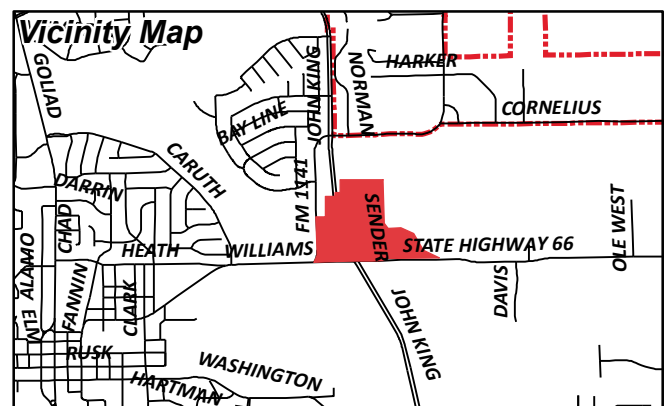 Vicinity Map
GOLIAD
JOHN KING
NORMAN
HARKER
CORNELIUS
BAY LINE
CARUTH
DARRIN
FM 1141
SENDER
CHAD
HEATH
WILLIAMS
STATE HIGHWAY 66
OLE WEST
ALAMO
ELM
FANNIN
CLARK
DAVIS
JOHN KING
RUSK
WASHINGTON
HARTMAN